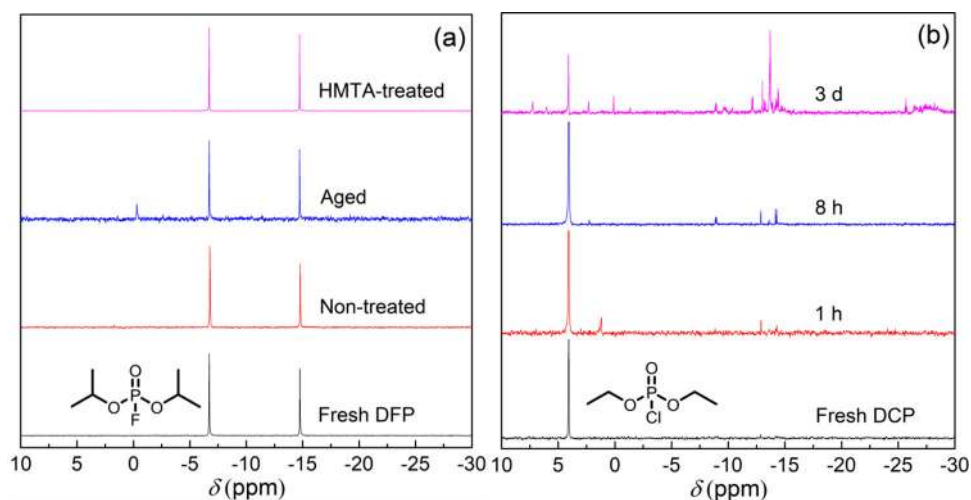 (a)
HMTA-treated
Aged
Non-treated
O
O P O
F
Fresh DFP
10 5 0 -5 -10 -15 -20 -25 -30
δ (ppm)
(b)
3 d
8 h
1 h
O
O P O
Cl
Fresh DCP
10 5 0 -5 -10 -15 -20 -25 -30
δ (ppm)